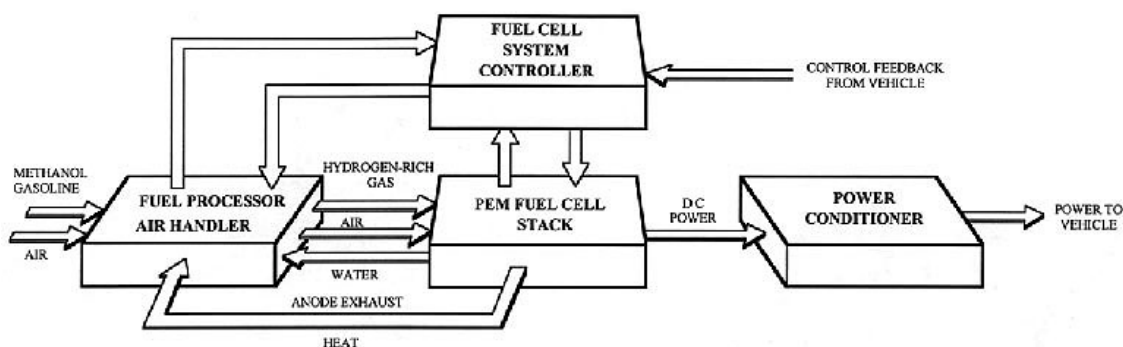 FUEL CELL
SYSTEM
CONTROLLER
CONTROL FEEDBACK
FROM VEHICLE
METHANOL
GASOLINE
AIR
FUEL PROCESSOR
AIR HANDLER
HYDROGEN-RICH
GAS
AIR
WATER
PEM FUEL CELL
STACK
DC
POWER
POWER
CONDITIONER
POWER TO
VEHICLE
ANODE EXHAUST
HEAT